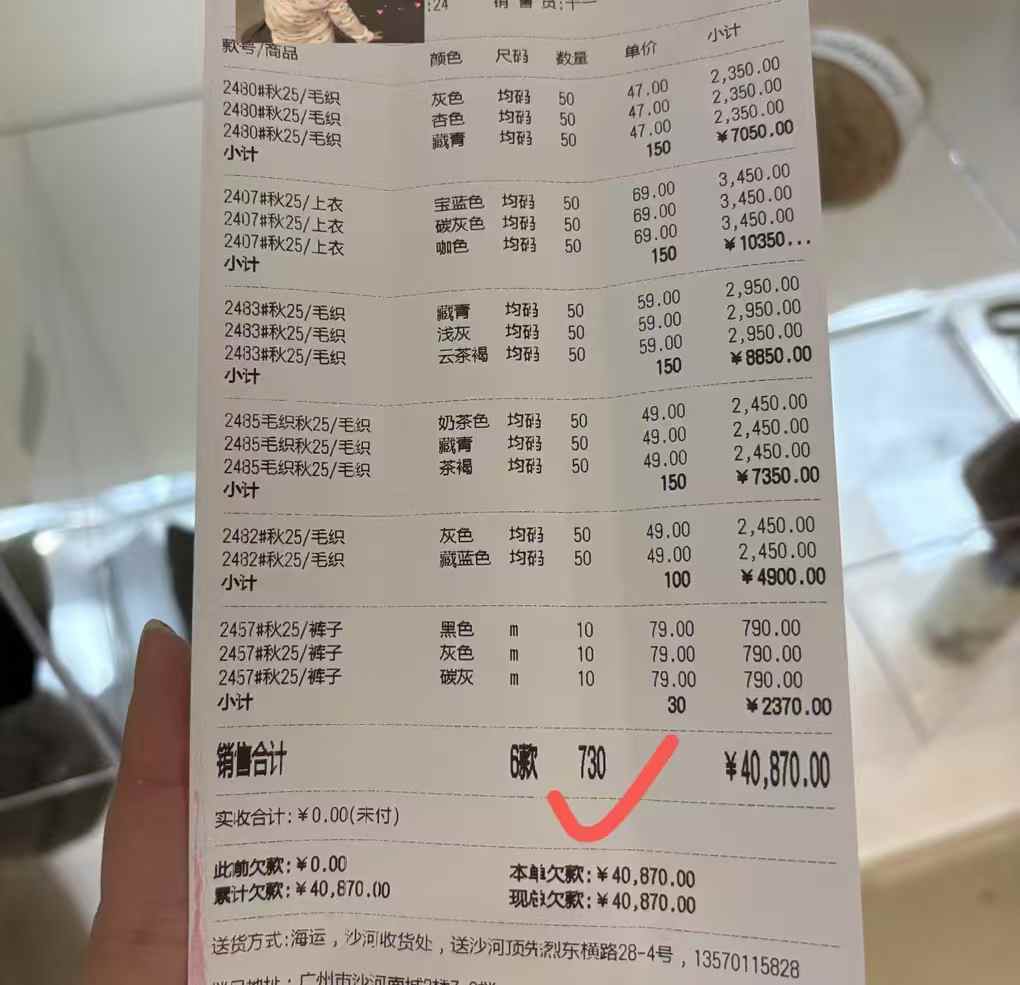 :24 销售员:十一
款号/商品 颜色 尺码 数量 单价 小计
2480#秋25/毛织 灰色 均码 50 47.00 2,350.00
2480#秋25/毛织 杏色 均码 50 47.00 2,350.00
2480#秋25/毛织 藏青 均码 50 47.00 2,350.00
小计 150 ¥7050.00
2407#秋25/上衣 宝蓝色 均码 50 69.00 3,450.00
2407#秋25/上衣 碳灰色 均码 50 69.00 3,450.00
2407#秋25/上衣 咖色 均码 50 69.00 3,450.00
小计 150 ¥10350...
2483#秋25/毛织 藏青 均码 50 59.00 2,950.00
2483#秋25/毛织 浅灰 均码 50 59.00 2,950.00
2483#秋25/毛织 云茶褐 均码 50 59.00 2,950.00
小计 150 ¥8850.00
2485毛织秋25/毛织 奶茶色 均码 50 49.00 2,450.00
2485毛织秋25/毛织 藏青 均码 50 49.00 2,450.00
2485毛织秋25/毛织 茶褐 均码 50 49.00 2,450.00
小计 150 ¥7350.00
2482#秋25/毛织 灰色 均码 50 49.00 2,450.00
2482#秋25/毛织 藏蓝色 均码 50 49.00 2,450.00
小计 100 ¥4900.00
2457#秋25/裤子 黑色 m 10 79.00 790.00
2457#秋25/裤子 灰色 m 10 79.00 790.00
2457#秋25/裤子 碳灰 m 10 79.00 790.00
小计 30 ¥2370.00
销售合计 6款 730 ¥40,870.00
实收合计:¥0.00(未付)
此前欠款:¥0.00 本单欠款:¥40,870.00
累计欠款:¥40,870.00 现总欠款:¥40,870.00
送货方式:海运，沙河收货处，送沙河顶先烈东横路28-4号，13570115828
地址:广州市沙河南城